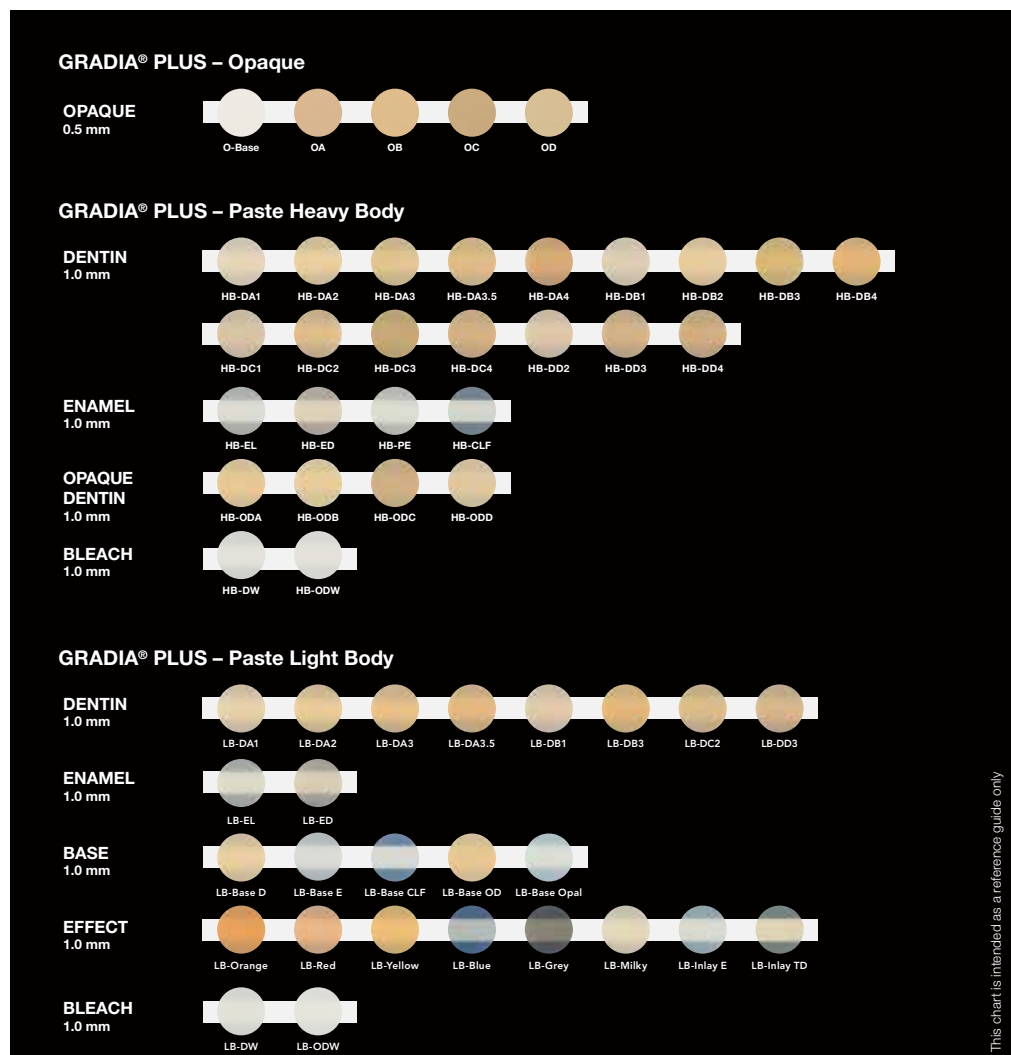 GRADIA® PLUS – Opaque
OPAQUE
0.5 mm
O-Base OA OB OC OD
GRADIA® PLUS – Paste Heavy Body
DENTIN
1.0 mm
HB-DA1 HB-DA2 HB-DA3 HB-DA3.5 HB-DA4 HB-DB1 HB-DB2 HB-DB3 HB-DB4
HB-DC1 HB-DC2 HB-DC3 HB-DC4 HB-DD2 HB-DD3 HB-DD4
ENAMEL
1.0 mm
HB-EL HB-ED HB-PE HB-CLF
OPAQUE
DENTIN
1.0 mm
HB-ODA HB-ODB HB-ODC HB-ODD
BLEACH
1.0 mm
HB-DW HB-ODW
GRADIA® PLUS – Paste Light Body
DENTIN
1.0 mm
LB-DA1 LB-DA2 LB-DA3 LB-DA3.5 LB-DB1 LB-DB3 LB-DC2 LB-DD3
ENAMEL
1.0 mm
LB-EL LB-ED
BASE
1.0 mm
LB-Base D LB-Base E LB-Base CLF LB-Base OD LB-Base Opal
EFFECT
1.0 mm
LB-Orange LB-Red LB-Yellow LB-Blue LB-Grey LB-Milky LB-Inlay E LB-Inlay TD
BLEACH
1.0 mm
LB-DW LB-ODW
This chart is intended as a reference guide only